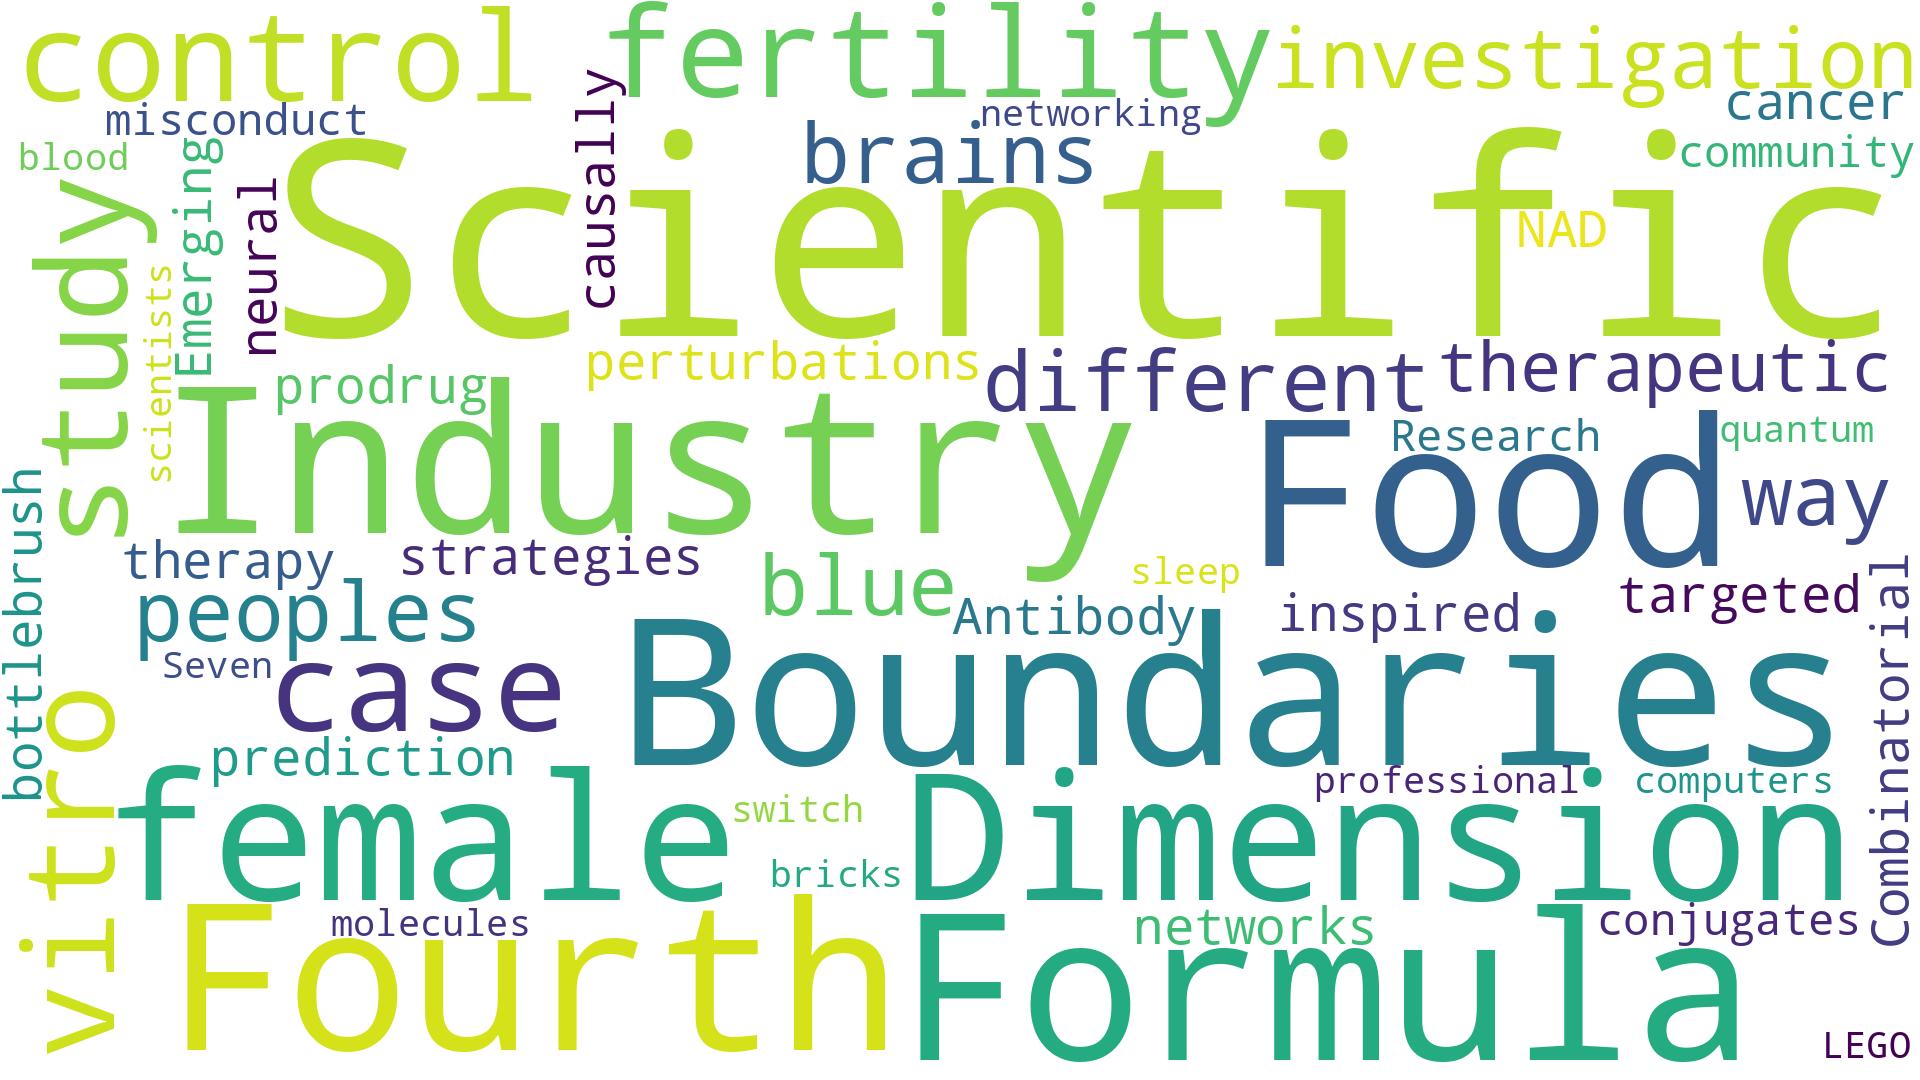 control
fertility
investigation
misconduct
networking
cancer
blood
causally
brains
community
Emerging
neural
Scientific
NAD
study
scientists
prodrug
perturbations
different
therapeutic
Industry
Food
Research
quantum
way
bottlebrush
therapy
strategies
blue
sleep
targeted
peoples
Antibody
inspired
Combinatorial
Seven
case
Boundaries
vitro
prediction
professional
computers
female
switch
Dimension
bricks
Fourth
molecules
Formula
networks
conjugates
LEGO